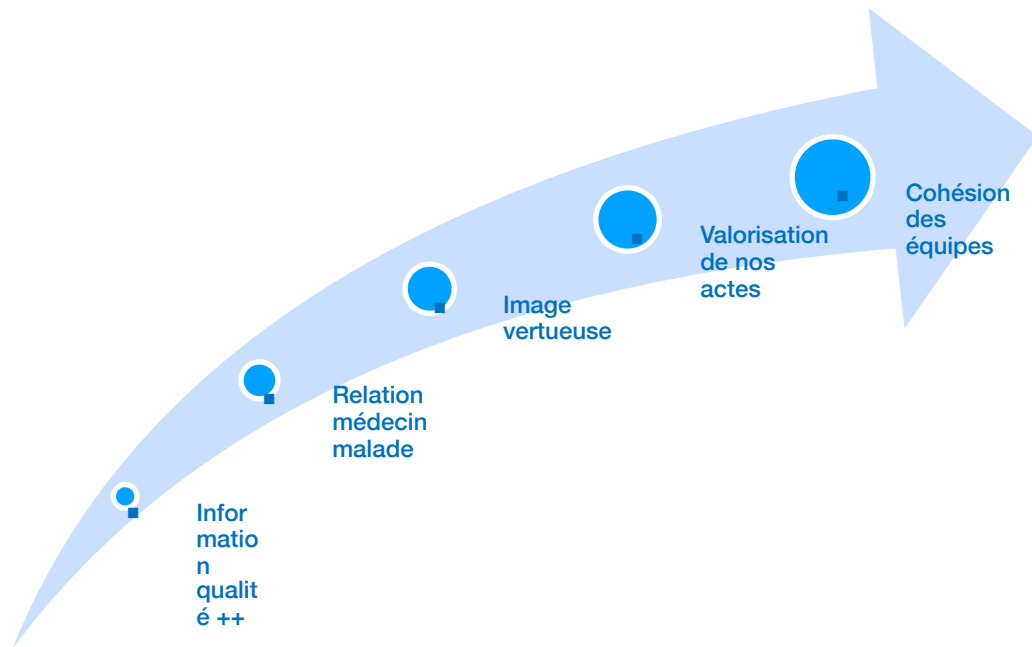 Infor
matio
n
qualit
é ++
Relation
médecin
malade
Image
vertueuse
Valorisation
de nos
actes
Cohésion
des
équipes